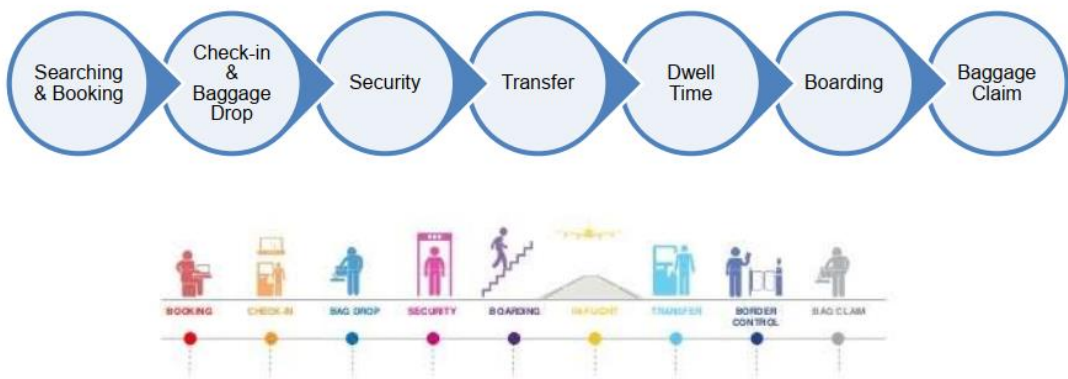 Searching
& Booking
Check-in
&
Baggage
Drop
Security
Transfer
Dwell
Time
Boarding
Baggage
Claim
BOOKING
CHECK-IN
BAG DROP
SECURITY
BOARDING
IN-FLIGHT
TRANSFER
BORDER
CONTROL
BAG CLAIM